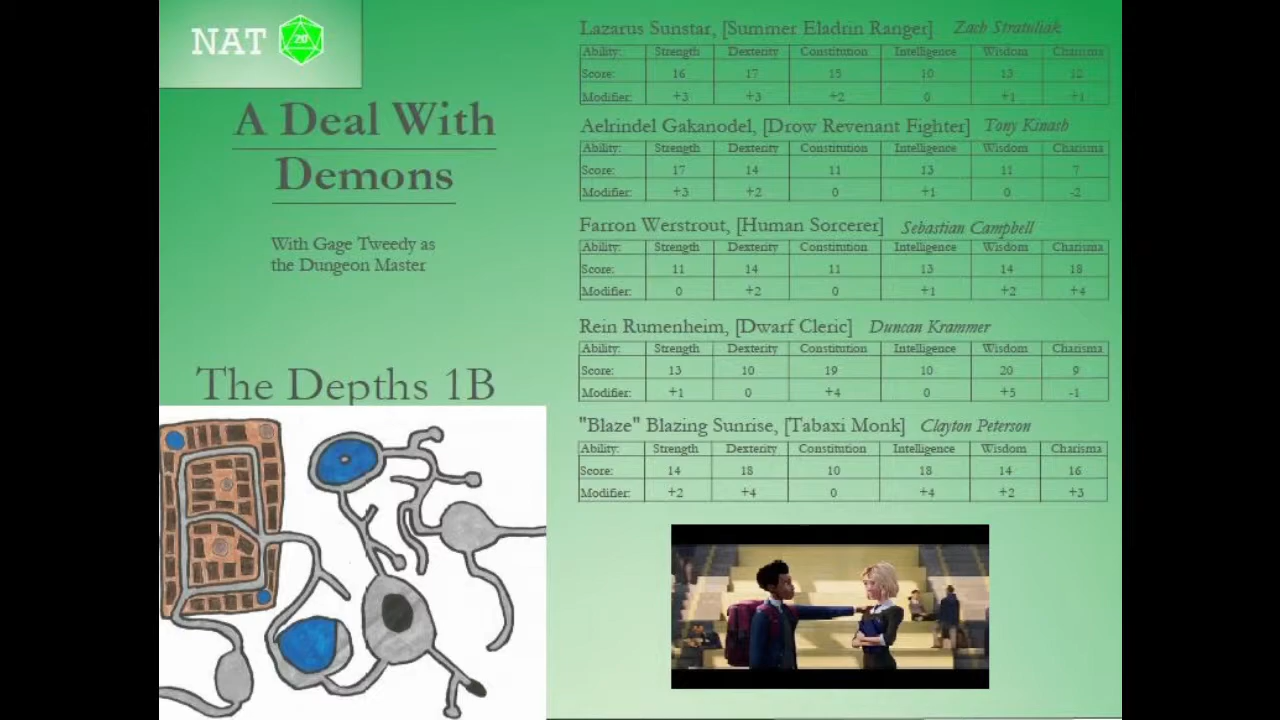 NAT 20
A Deal With
Demons
With Gage Tweedy as
the Dungeon Master
The Depths 1B
Lazarus Sunstar, [Summer Eladrin Ranger] Zach Stratuliak
Ability: Strength Dexterity Constitution Intelligence Wisdom Charisma
Score: 16 17 15 10 13 12
Modifier: +3 +3 +2 0 +1 +1
Aelrindel Gakanodel, [Drow Revenant Fighter] Tony Kinash
Ability: Strength Dexterity Constitution Intelligence Wisdom Charisma
Score: 17 14 11 13 11 7
Modifier: +3 +2 0 +1 0 -2
Farron Werstrout, [Human Sorcerer] Sebastian Campbell
Ability: Strength Dexterity Constitution Intelligence Wisdom Charisma
Score: 11 14 11 13 14 18
Modifier: 0 +2 0 +1 +2 +4
Rein Rumenheim, [Dwarf Cleric] Duncan Krammer
Ability: Strength Dexterity Constitution Intelligence Wisdom Charisma
Score: 13 10 19 10 20 9
Modifier: +1 0 +4 0 +5 -1
"Blaze" Blazing Sunrise, [Tabaxi Monk] Clayton Peterson
Ability: Strength Dexterity Constitution Intelligence Wisdom Charisma
Score: 14 18 10 18 14 16
Modifier: +2 +4 0 +4 +2 +3